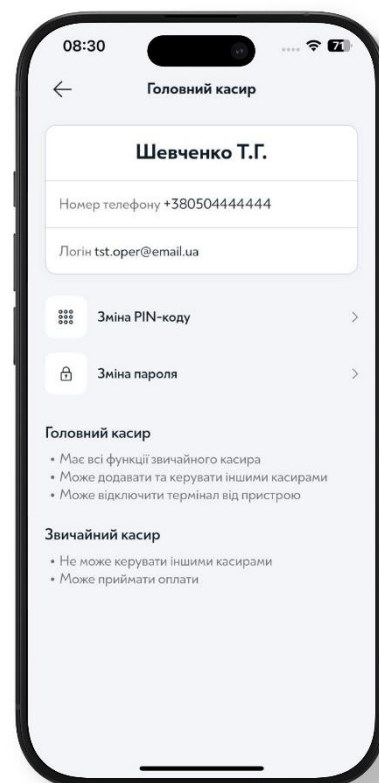 08:30
71
Головний касир
Шевченко Т.Г.
Номер телефону +380504444444
Логін tst.oper@email.ua
Зміна PIN-коду
Зміна пароля
Головний касир
• Має всі функції звичайного касира
• Може додавати та керувати іншими касирами
• Може відключити термінал від пристрою
Звичайний касир
• Не може керувати іншими касирами
• Може приймати оплати